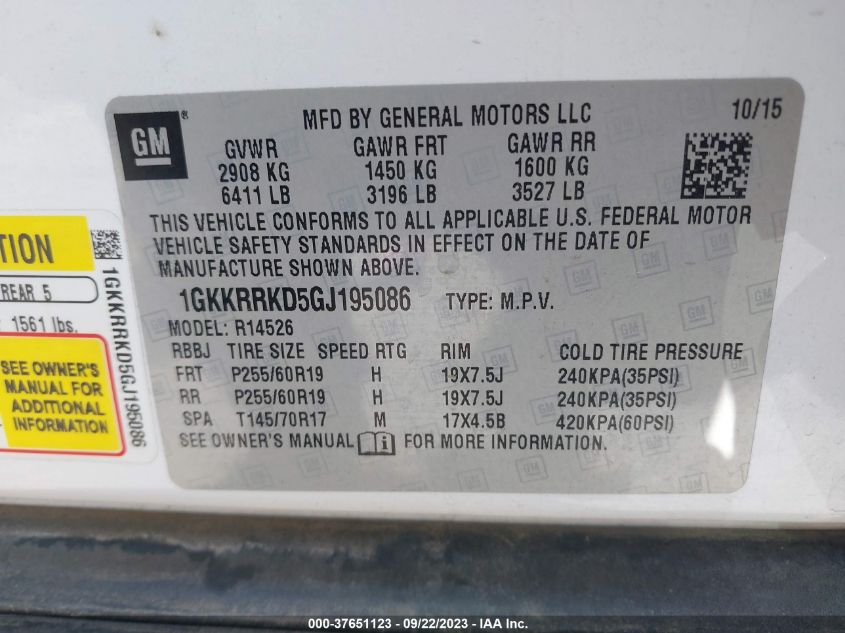 GM ®
MFD BY GENERAL MOTORS LLC 10/15
GVWR GAWR FRT GAWR RR
2908 KG 1450 KG 1600 KG
6411 LB 3196 LB 3527 LB
THIS VEHICLE CONFORMS TO ALL APPLICABLE U.S. FEDERAL MOTOR
VEHICLE SAFETY STANDARDS IN EFFECT ON THE DATE OF
MANUFACTURE SHOWN ABOVE.
1GKKRRKD5GJ195086 TYPE: M.P.V.
MODEL: R14526
RBBJ TIRE SIZE SPEED RTG RIM COLD TIRE PRESSURE
FRT P255/60R19 H 19X7.5J 240KPA(35PSI)
RR P255/60R19 H 19X7.5J 240KPA(35PSI)
SPA T145/70R17 M 17X4.5B 420KPA(60PSI)
SEE OWNER'S MANUAL FOR MORE INFORMATION.
TION
REAR 5
1561 lbs.
SEE OWNER'S
MANUAL FOR
ADDITIONAL
INFORMATION
1GKKRRKD5GJ195086
000-37651123 - 09/22/2023 - Copart, Inc.